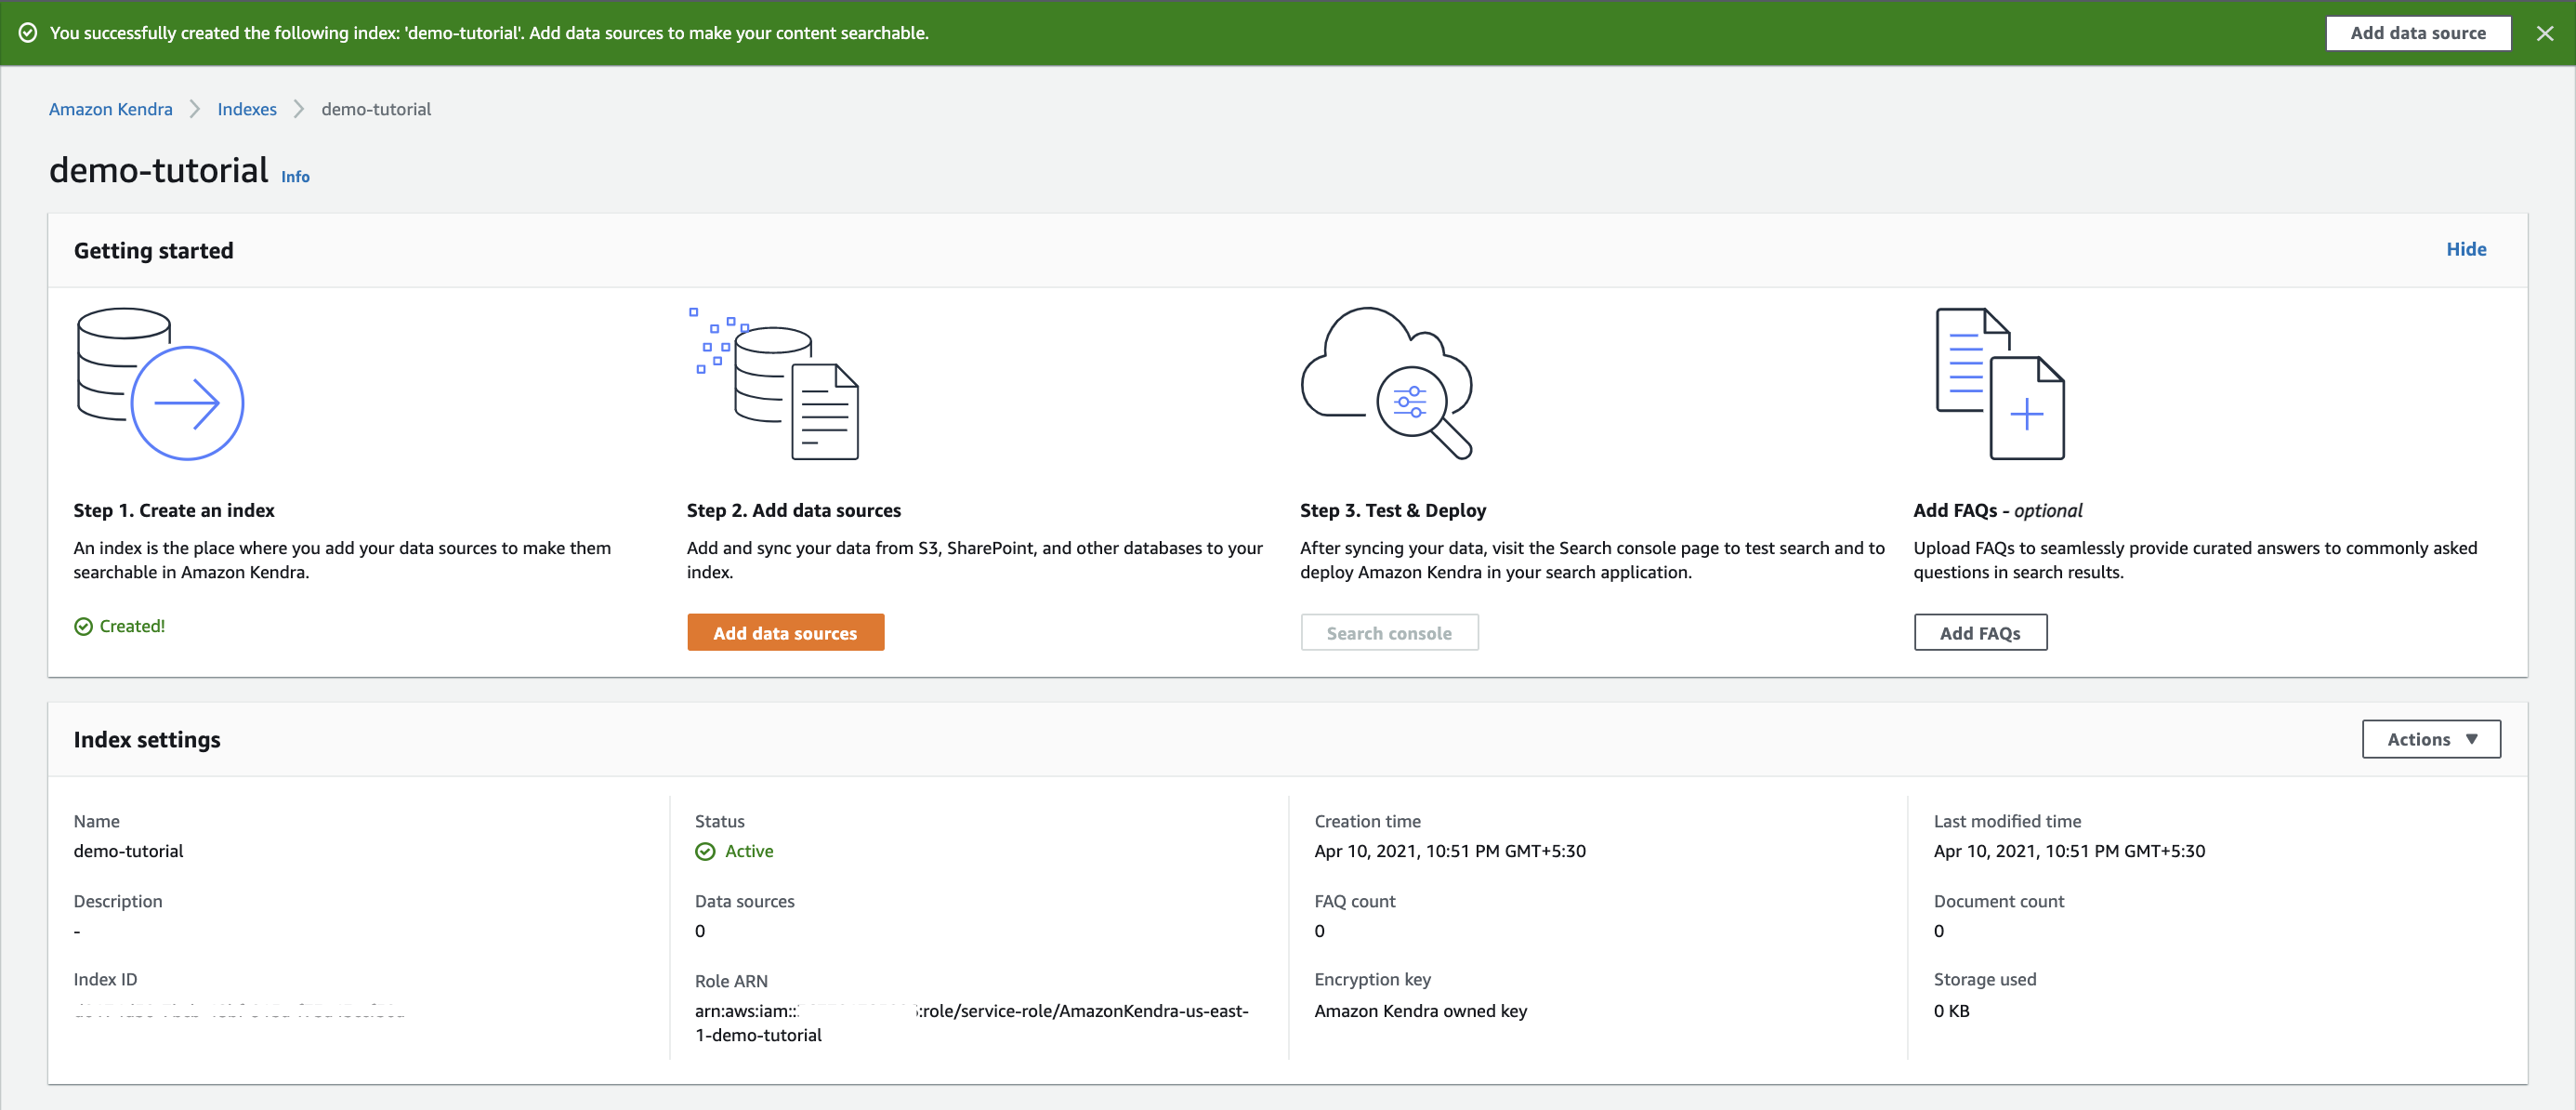 You successfully created the following index: 'demo-tutorial'. Add data sources to make your content searchable.
Add data source
Amazon Kendra
Indexes
demo-tutorial
demo-tutorial Info
Getting started
Hide
Step 1. Create an index
An index is the place where you add your data sources to make them
searchable in Amazon Kendra.
Created!
Step 2. Add data sources
Add and sync your data from S3, SharePoint, and other databases to your
index.
Add data sources
Step 3. Test & Deploy
After syncing your data, visit the Search console page to test search and to
deploy Amazon Kendra in your search application.
Search console
Add FAQs - optional
Upload FAQs to seamlessly provide curated answers to commonly asked
questions in search results.
Add FAQs
Index settings
Actions
Name
demo-tutorial
Description
-
Index ID
Status
Active
Data sources
0
Role ARN
arn:aws:iam:: :role/service-role/AmazonKendra-us-east-
1-demo-tutorial
Creation time
Apr 10, 2021, 10:51 PM GMT+5:30
FAQ count
0
Encryption key
Amazon Kendra owned key
Last modified time
Apr 10, 2021, 10:51 PM GMT+5:30
Document count
0
Storage used
0 KB